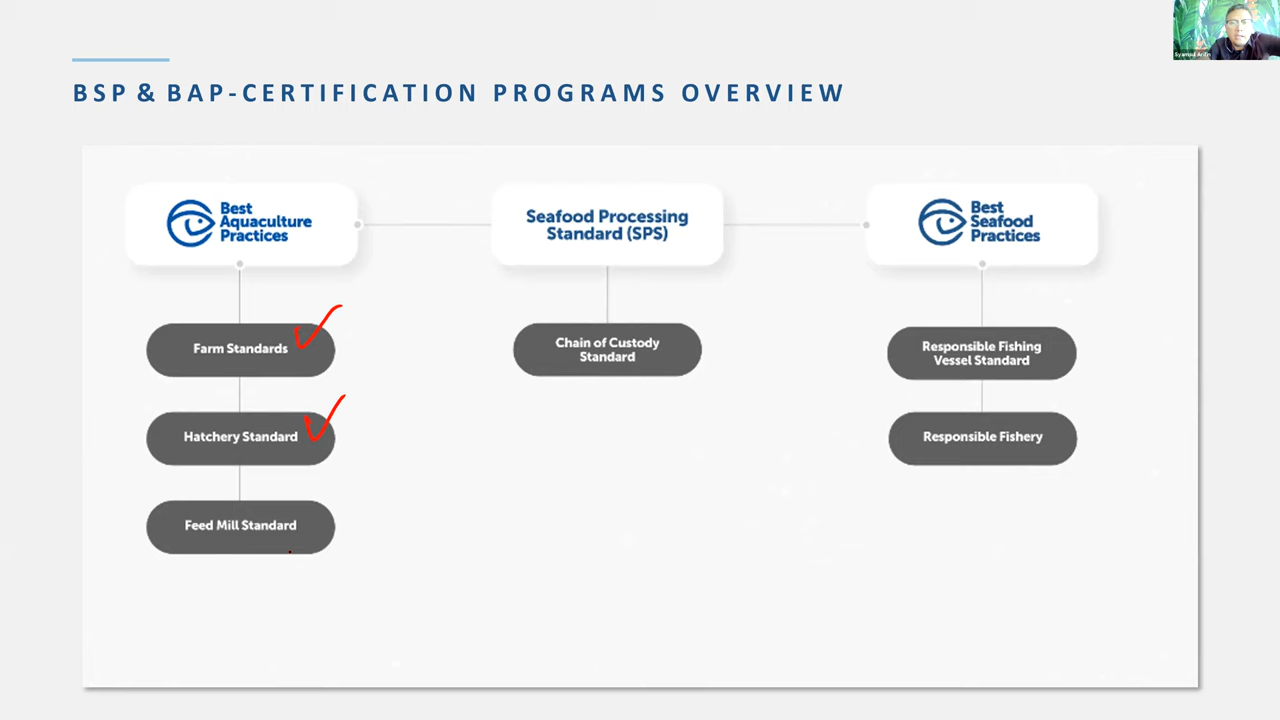 BSP & BAP-CERTIFICATION PROGRAMS OVERVIEW
Best
Aquaculture
Practices
Seafood Processing
Standard (SPS)
Best
Seafood
Practices
Farm Standards
Chain of Custody
Standard
Responsible Fishing
Vessel Standard
Hatchery Standard
Responsible Fishery
Feed Mill Standard